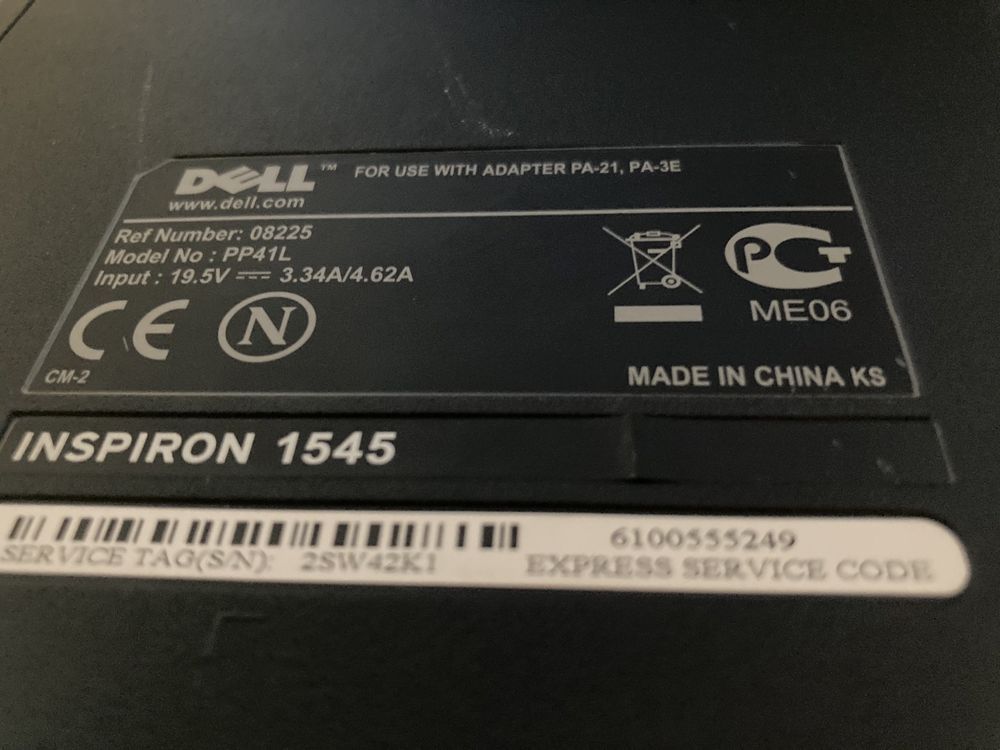 DELL™ FOR USE WITH ADAPTER PA-21, PA-3E
www.dell.com
Ref Number: 08225
Model No : PP41L
Input : 19.5V ⎓ 3.34A/4.62A
PCT
ME06
CE N
CM-2
MADE IN CHINA KS
INSPIRON 1545
6100555249
SERVICE TAG(S/N): 2SW42K1 EXPRESS SERVICE CODE